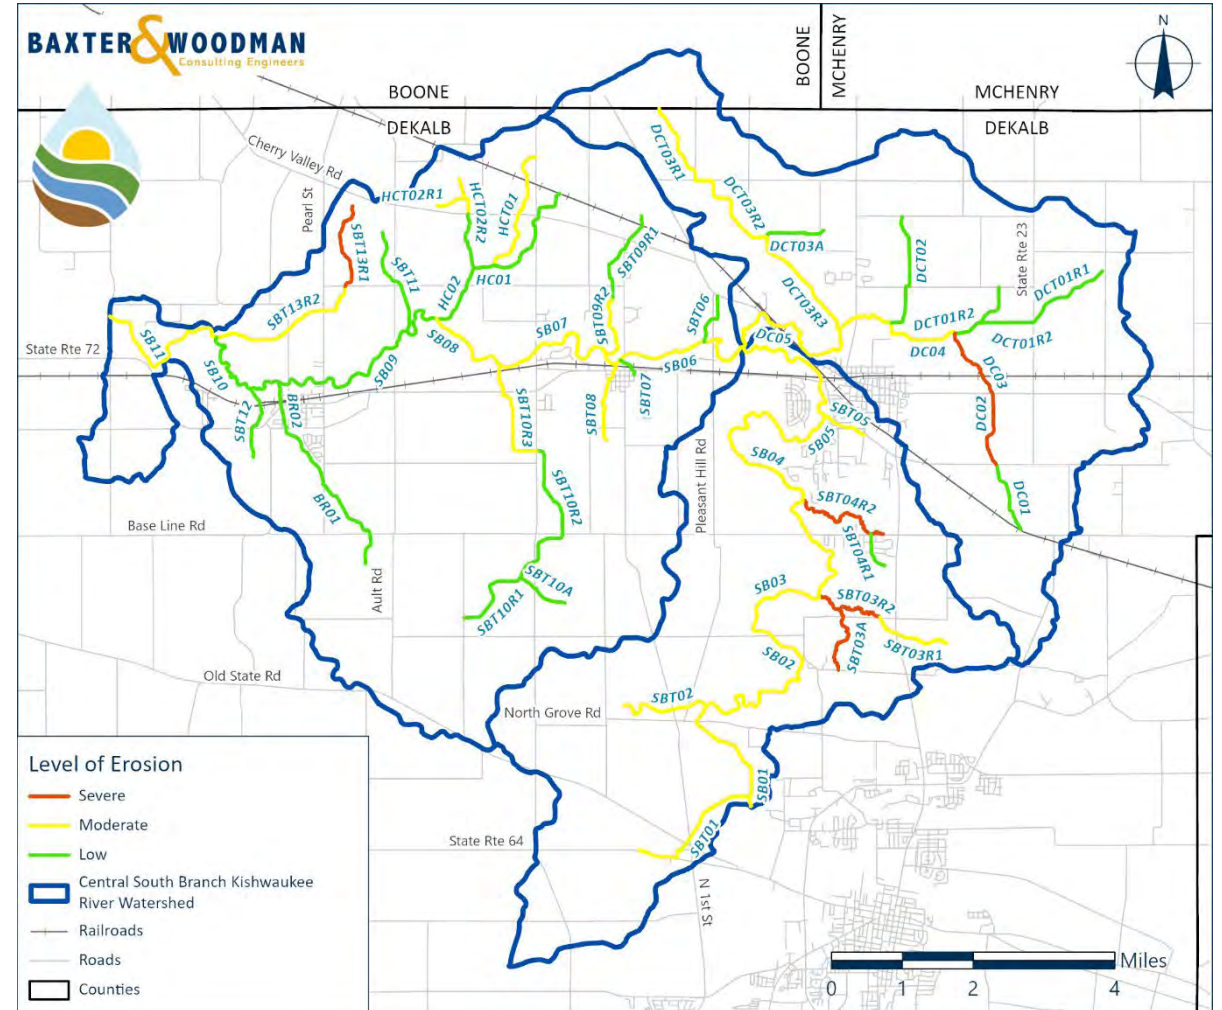 BAXTER & WOODMAN
Consulting Engineers
BOONE
MCHENRY
N
BOONE
MCHENRY
DEKALB
DEKALB
Cherry Valley Rd
Pearl St
HCT02R1
HCT02R2
HCT01
DCT03R1
DCT03R2
DCT03A
DCT02
State Rte 23
DCT01R1
SBT13R1
SBT11
SBT09R1
HC01
HC02
SBT13R2
SBT09R2
SBT06
DCT03R3
DCT01R2
DCT01R2
State Rte 72
SB11
SB10
SB09
SB08
SB07
SB06
DC05
DC04
DC03
DC02
SBT12
BR02
SBT10R3
SBT08
SBT07
SBT05
SB05
SB04
Pleasant Hill Rd
BR01
SBT10R2
SBT04R2
DC01
Base Line Rd
SBT04R1
Ault Rd
SBT10A
SBT10R1
SB03
SBT03R2
SBT03A
SBT03R1
SB02
Old State Rd
SBT02
North Grove Rd
SB01
SBT01
State Rte 64
N 1st St
Level of Erosion
Severe
Moderate
Low
Central South Branch Kishwaukee
River Watershed
Railroads
Roads
Counties
Miles
0 1 2 4